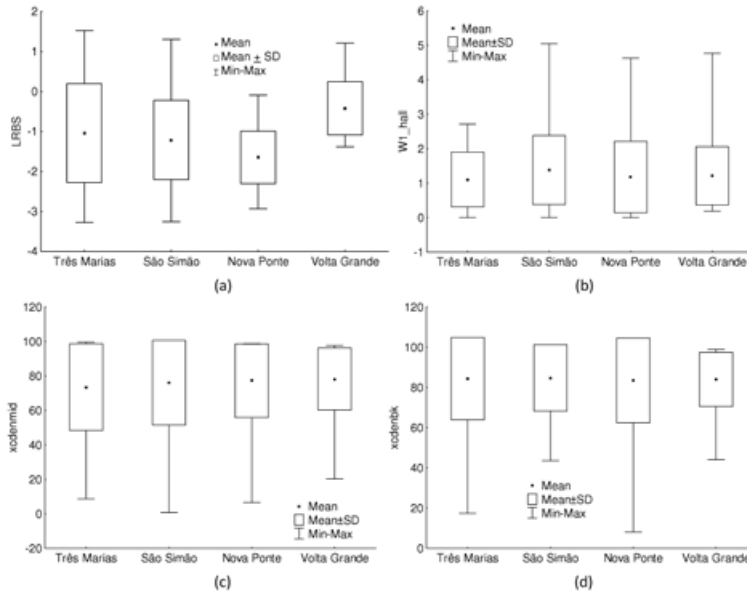 2
1
0
-1
-2
-3
-4
LRBS
Mean
Mean ± SD
Min-Max
Três Marias São Simão Nova Ponte Volta Grande
(a)
6
5
4
3
2
1
0
-1
W1_hall
Mean
Mean±SD
Min-Max
Três Marias São Simão Nova Ponte Volta Grande
(b)
120
100
80
60
40
20
0
-20
xcdenmid
Mean
Mean±SD
Min-Max
Três Marias São Simão Nova Ponte Volta Grande
(c)
120
100
80
60
40
20
0
xcdenbk
Mean
Mean±SD
Min-Max
Três Marias São Simão Nova Ponte Volta Grande
(d)